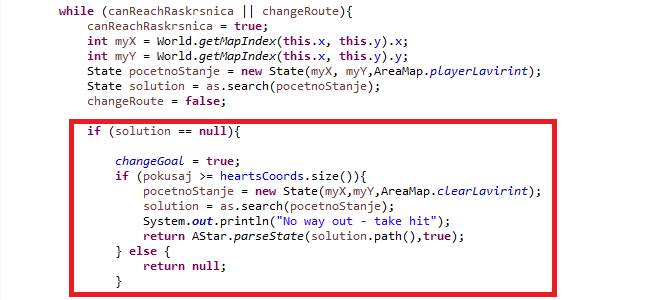 while (canReachRaskrsnica || changeRoute){
canReachRaskrsnica = true;
int myX = World.getMapIndex(this.x, this.y).x;
int myY = World.getMapIndex(this.x, this.y).y;
State pocetnoStanje = new State(myX, myY,AreaMap.playerLavirint);
State solution = as.search(pocetnoStanje);
changeRoute = false;
if (solution == null){
changeGoal = true;
if (pokusaj >= heartsCoords.size()){
pocetnoStanje = new State(myX,myY,AreaMap.clearLavirint);
solution = as.search(pocetnoStanje);
System.out.println("No way out - take hit");
return AStar.parseState(solution.path(),true);
} else {
return null;
}